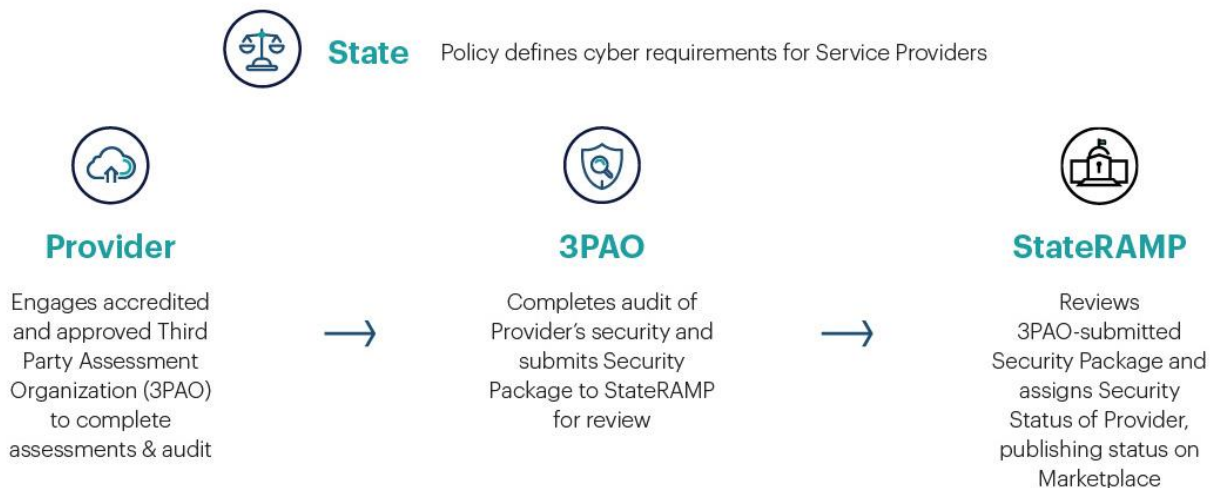 State Policy defines cyber requirements for Service Providers
Provider
Engages accredited
and approved Third
Party Assessment
Organization (3PAO)
to complete
assessments & audit
3PAO
Completes audit of
Provider’s security and
submits Security
Package to StateRAMP
for review
StateRAMP
Reviews
3PAO-submitted
Security Package and
assigns Security
Status of Provider,
publishing status on
Marketplace